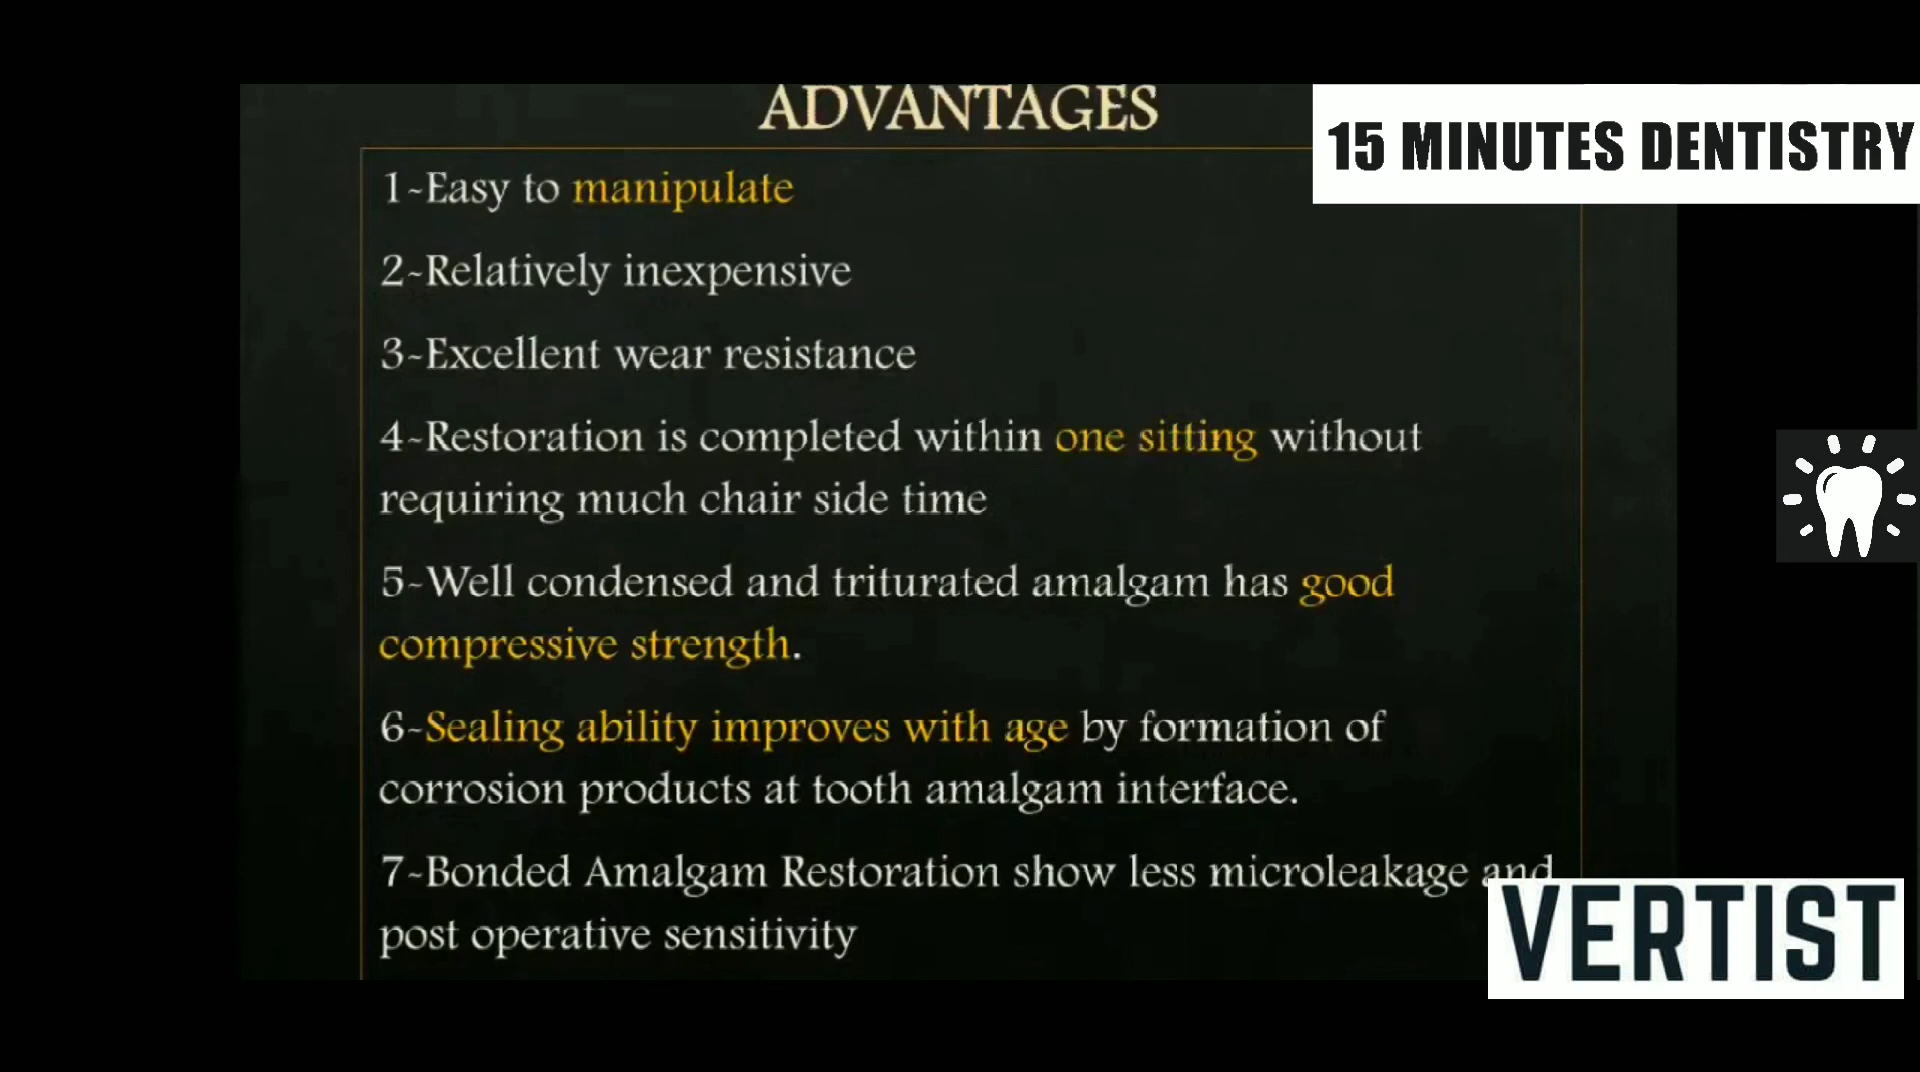 ADVANTAGES
15 MINUTES DENTISTRY
1-Easy to manipulate
2-Relatively inexpensive
3-Excellent wear resistance
4-Restoration is completed within one sitting without
requiring much chair side time
5-Well condensed and triturated amalgam has good
compressive strength.
6-Sealing ability improves with age by formation of
corrosion products at tooth amalgam interface.
7-Bonded Amalgam Restoration show less microleakage and
post operative sensitivity
VERTIST